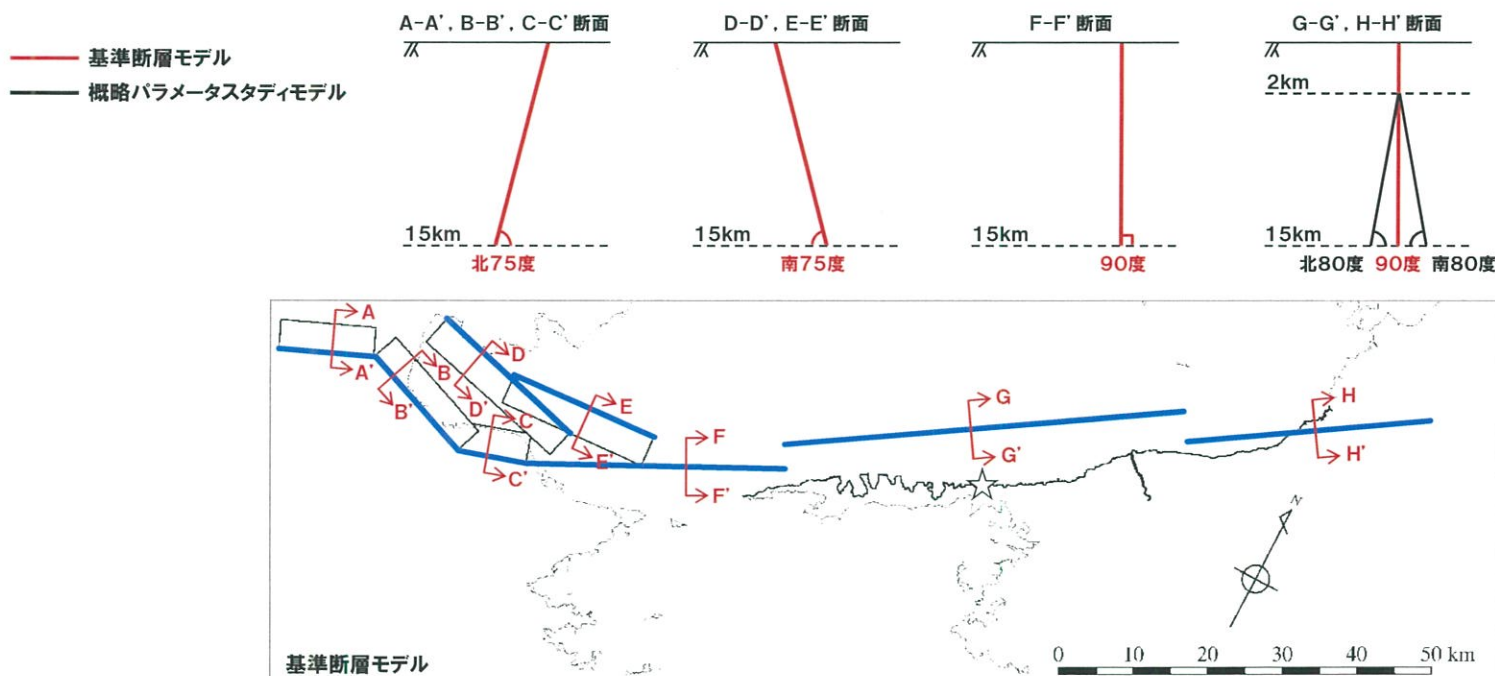 A-A', B-B', C-C' 断面
D-D', E-E' 断面
F-F' 断面
G-G', H-H' 断面
基準断層モデル
概略パラメータスタディモデル
2km
15km
15km
15km
15km
北75度
南75度
90度
北80度 90度 南80度
A
A'
B
B'
C
C'
D
D'
E
E'
F
F'
G
G'
H
H'
N
基準断層モデル
0 10 20 30 40 50 km